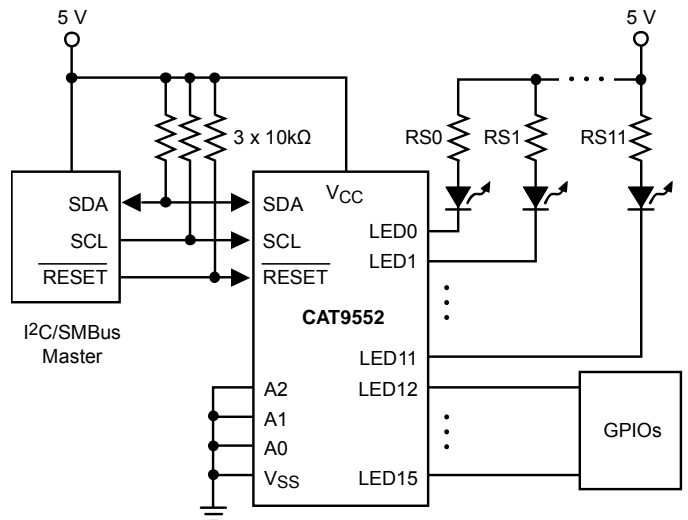 5 V
5 V
3 x 10kΩ
RS0
RS1
RS11
VCC
SDA
SDA
LED0
SCL
SCL
LED1
RESET
RESET
CAT9552
I2C/SMBus
Master
LED11
A2
LED12
A1
GPIOs
A0
VSS
LED15